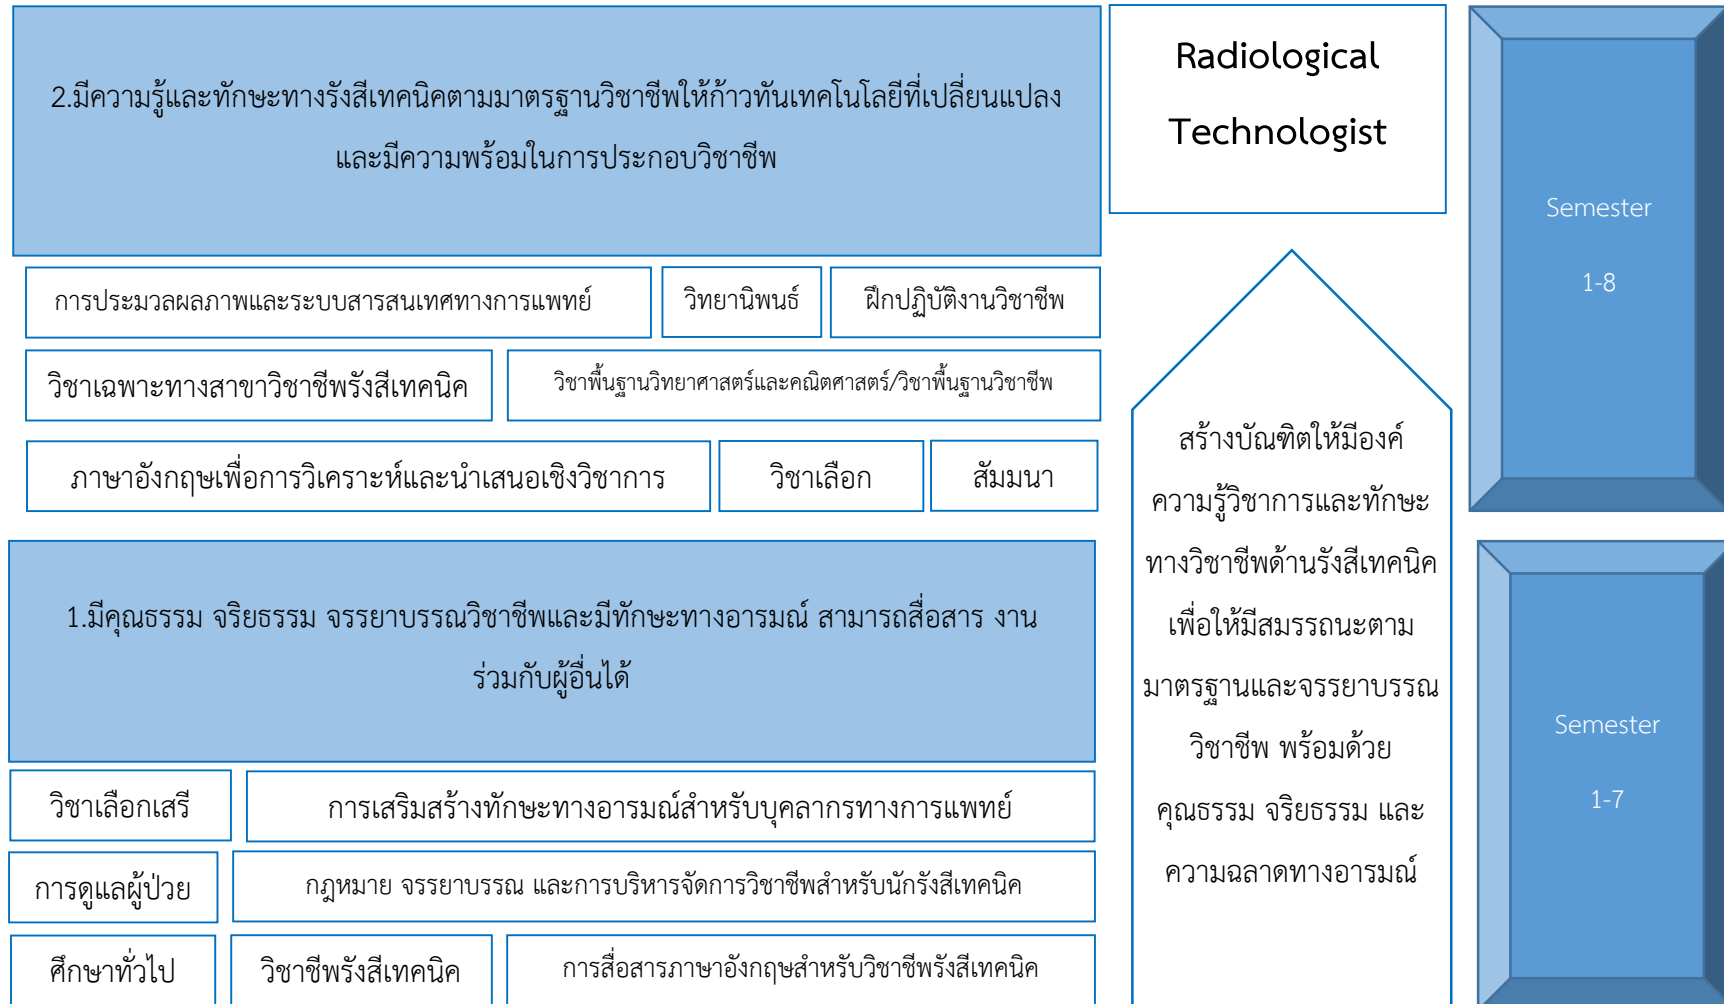 2.มีความรู้และทักษะทางรังสีเทคนิคตามมาตรฐานวิชาชีพให้ก้าวทันเทคโนโลยีที่เปลี่ยนแปลง
และมีความพร้อมในการประกอบวิชาชีพ
Radiological
Technologist
Semester
1-8
การประมวลผลภาพและระบบสารสนเทศทางการแพทย์
วิทยานิพนธ์
ฝึกปฏิบัติงานวิชาชีพ
วิชาเฉพาะทางสาขาวิชาชีพรังสีเทคนิค
วิชาพื้นฐานวิทยาศาสตร์และคณิตศาสตร์/วิชาพื้นฐานวิชาชีพ
ภาษาอังกฤษเพื่อการวิเคราะห์และนำเสนอเชิงวิชาการ
วิชาเลือก
สัมมนา
สร้างบัณฑิตให้มีองค์
ความรู้วิชาการและทักษะ
ทางวิชาชีพด้านรังสีเทคนิค
เพื่อให้มีสมรรถนะตาม
มาตรฐานและจรรยาบรรณ
วิชาชีพ พร้อมด้วย
คุณธรรม จริยธรรม และ
ความฉลาดทางอารมณ์
1.มีคุณธรรม จริยธรรม จรรยาบรรณวิชาชีพและมีทักษะทางอารมณ์ สามารถสื่อสาร งาน
ร่วมกับผู้อื่นได้
Semester
1-7
วิชาเลือกเสรี
การเสริมสร้างทักษะทางอารมณ์สำหรับบุคลากรทางการแพทย์
การดูแลผู้ป่วย
กฎหมาย จรรยาบรรณ และการบริหารจัดการวิชาชีพสำหรับนักรังสีเทคนิค
ศึกษาทั่วไป
วิชาชีพรังสีเทคนิค
การสื่อสารภาษาอังกฤษสำหรับวิชาชีพรังสีเทคนิค